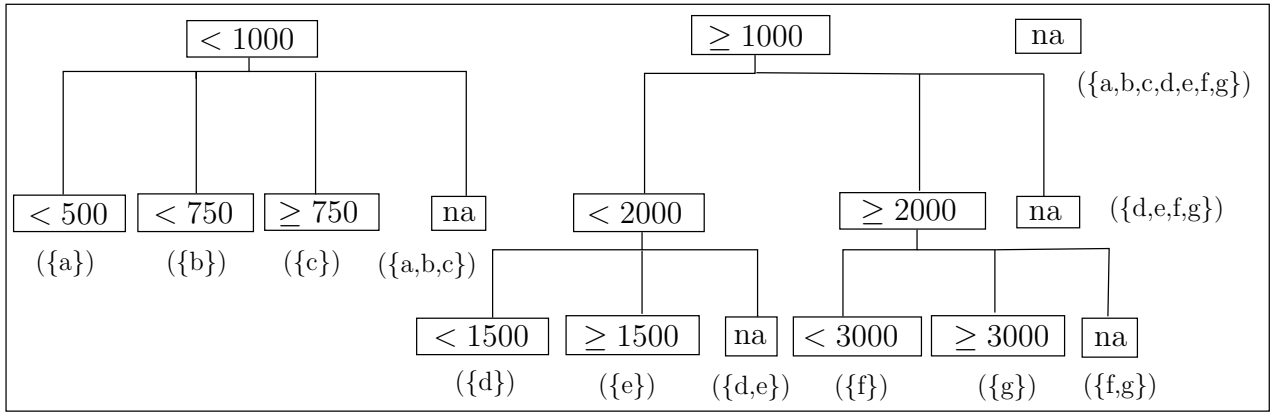 < 1000 ≥ 1000 na
({a,b,c,d,e,f,g})
< 500 < 750 ≥ 750 na < 2000 ≥ 2000 na ({d,e,f,g})
({a}) ({b}) ({c}) ({a,b,c})
< 1500 ≥ 1500 na < 3000 ≥ 3000 na
({d}) ({e}) ({d,e}) ({f}) ({g}) ({f,g})